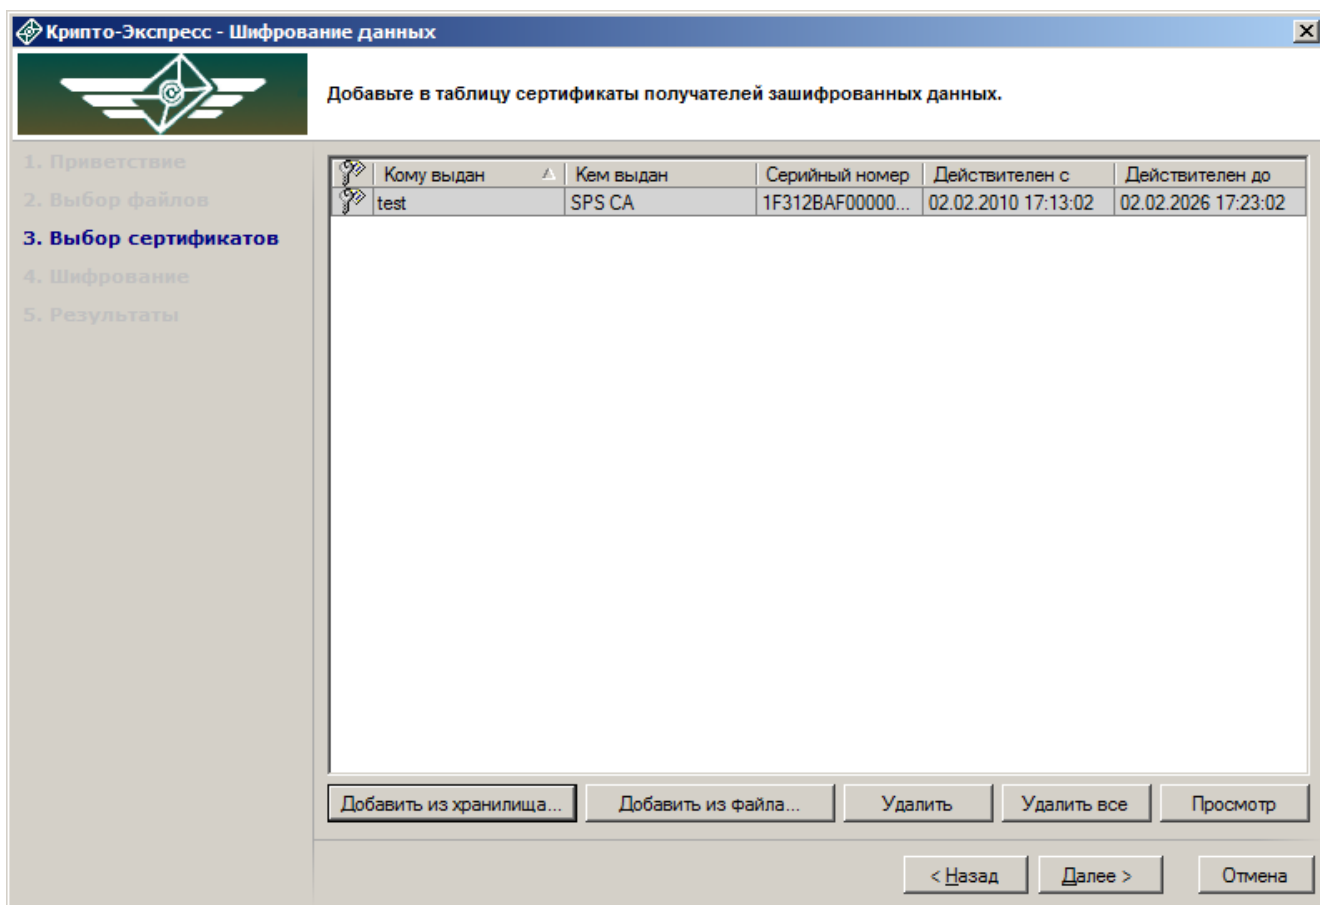 Крипто-Экспресс - Шифрование данных
Добавьте в таблицу сертификаты получателей зашифрованных данных.
1. Приветствие
2. Выбор файлов
3. Выбор сертификатов
4. Шифрование
5. Результаты
Кому выдан Кем выдан Серийный номер Действителен с Действителен до
test SPS CA 1F312BAF00000... 02.02.2010 17:13:02 02.02.2026 17:23:02
Добавить из хранилища... Добавить из файла... Удалить Удалить все Просмотр
< Назад Далее > Отмена